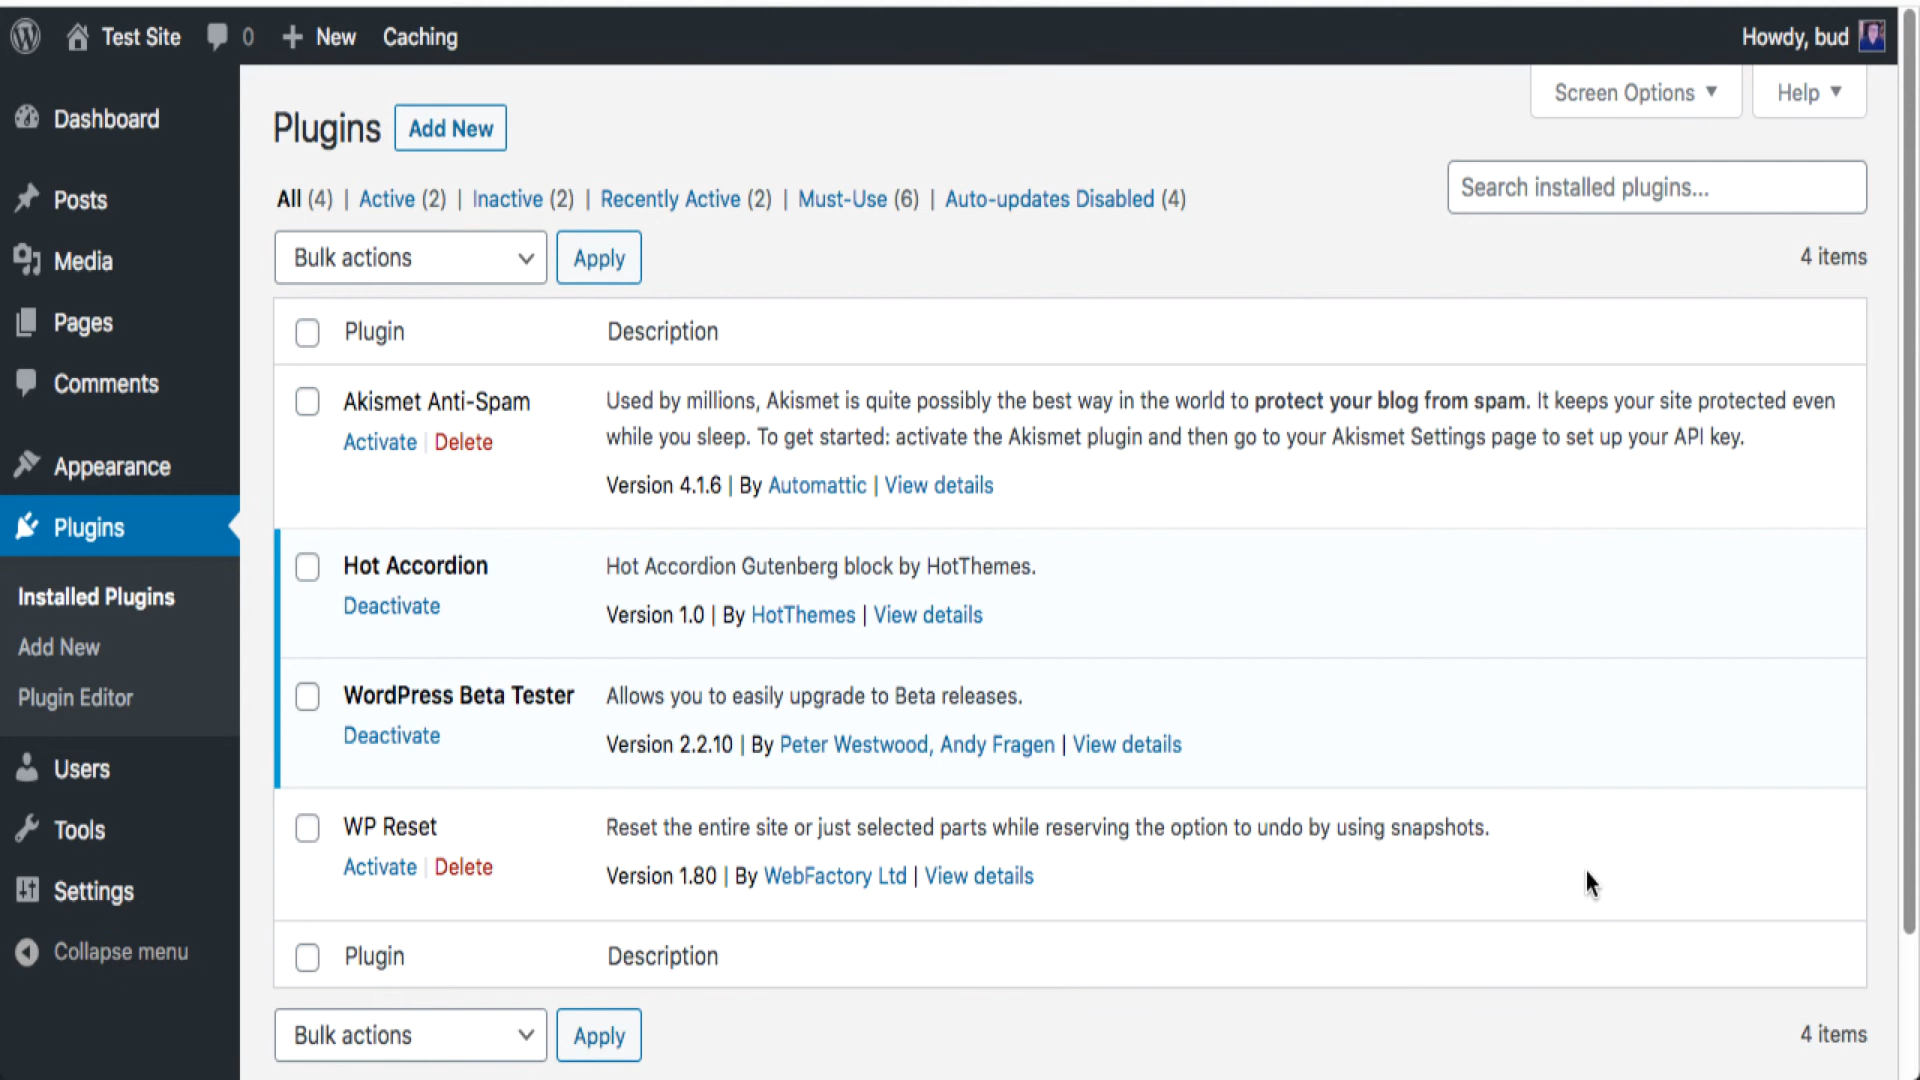 Test Site 0 New Caching Howdy, bud
Screen Options Help
Dashboard
Posts
Media
Pages
Comments
Appearance
Plugins
Installed Plugins
Add New
Plugin Editor
Users
Tools
Settings
Collapse menu
Plugins Add New
All (4) | Active (2) | Inactive (2) | Recently Active (2) | Must-Use (6) | Auto-updates Disabled (4)
Search installed plugins...
Bulk actions Apply 4 items
Plugin Description
Akismet Anti-Spam
Activate | Delete
Used by millions, Akismet is quite possibly the best way in the world to protect your blog from spam. It keeps your site protected even
while you sleep. To get started: activate the Akismet plugin and then go to your Akismet Settings page to set up your API key.
Version 4.1.6 | By Automattic | View details
Hot Accordion
Deactivate
Hot Accordion Gutenberg block by HotThemes.
Version 1.0 | By HotThemes | View details
WordPress Beta Tester
Deactivate
Allows you to easily upgrade to Beta releases.
Version 2.2.10 | By Peter Westwood, Andy Fragen | View details
WP Reset
Activate | Delete
Reset the entire site or just selected parts while reserving the option to undo by using snapshots.
Version 1.80 | By WebFactory Ltd | View details
Plugin Description
Bulk actions Apply 4 items